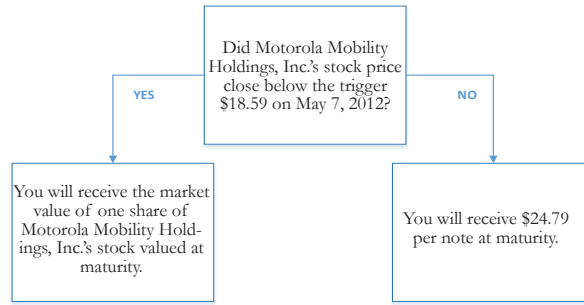 Did Motorola Mobility
Holdings, Inc.'s stock price
close below the trigger
$18.59 on May 7, 2012?
YES
NO
You will receive the market
value of one share of
Motorola Mobility Hold-
ings, Inc.'s stock valued at
maturity.
You will receive $24.79
per note at maturity.